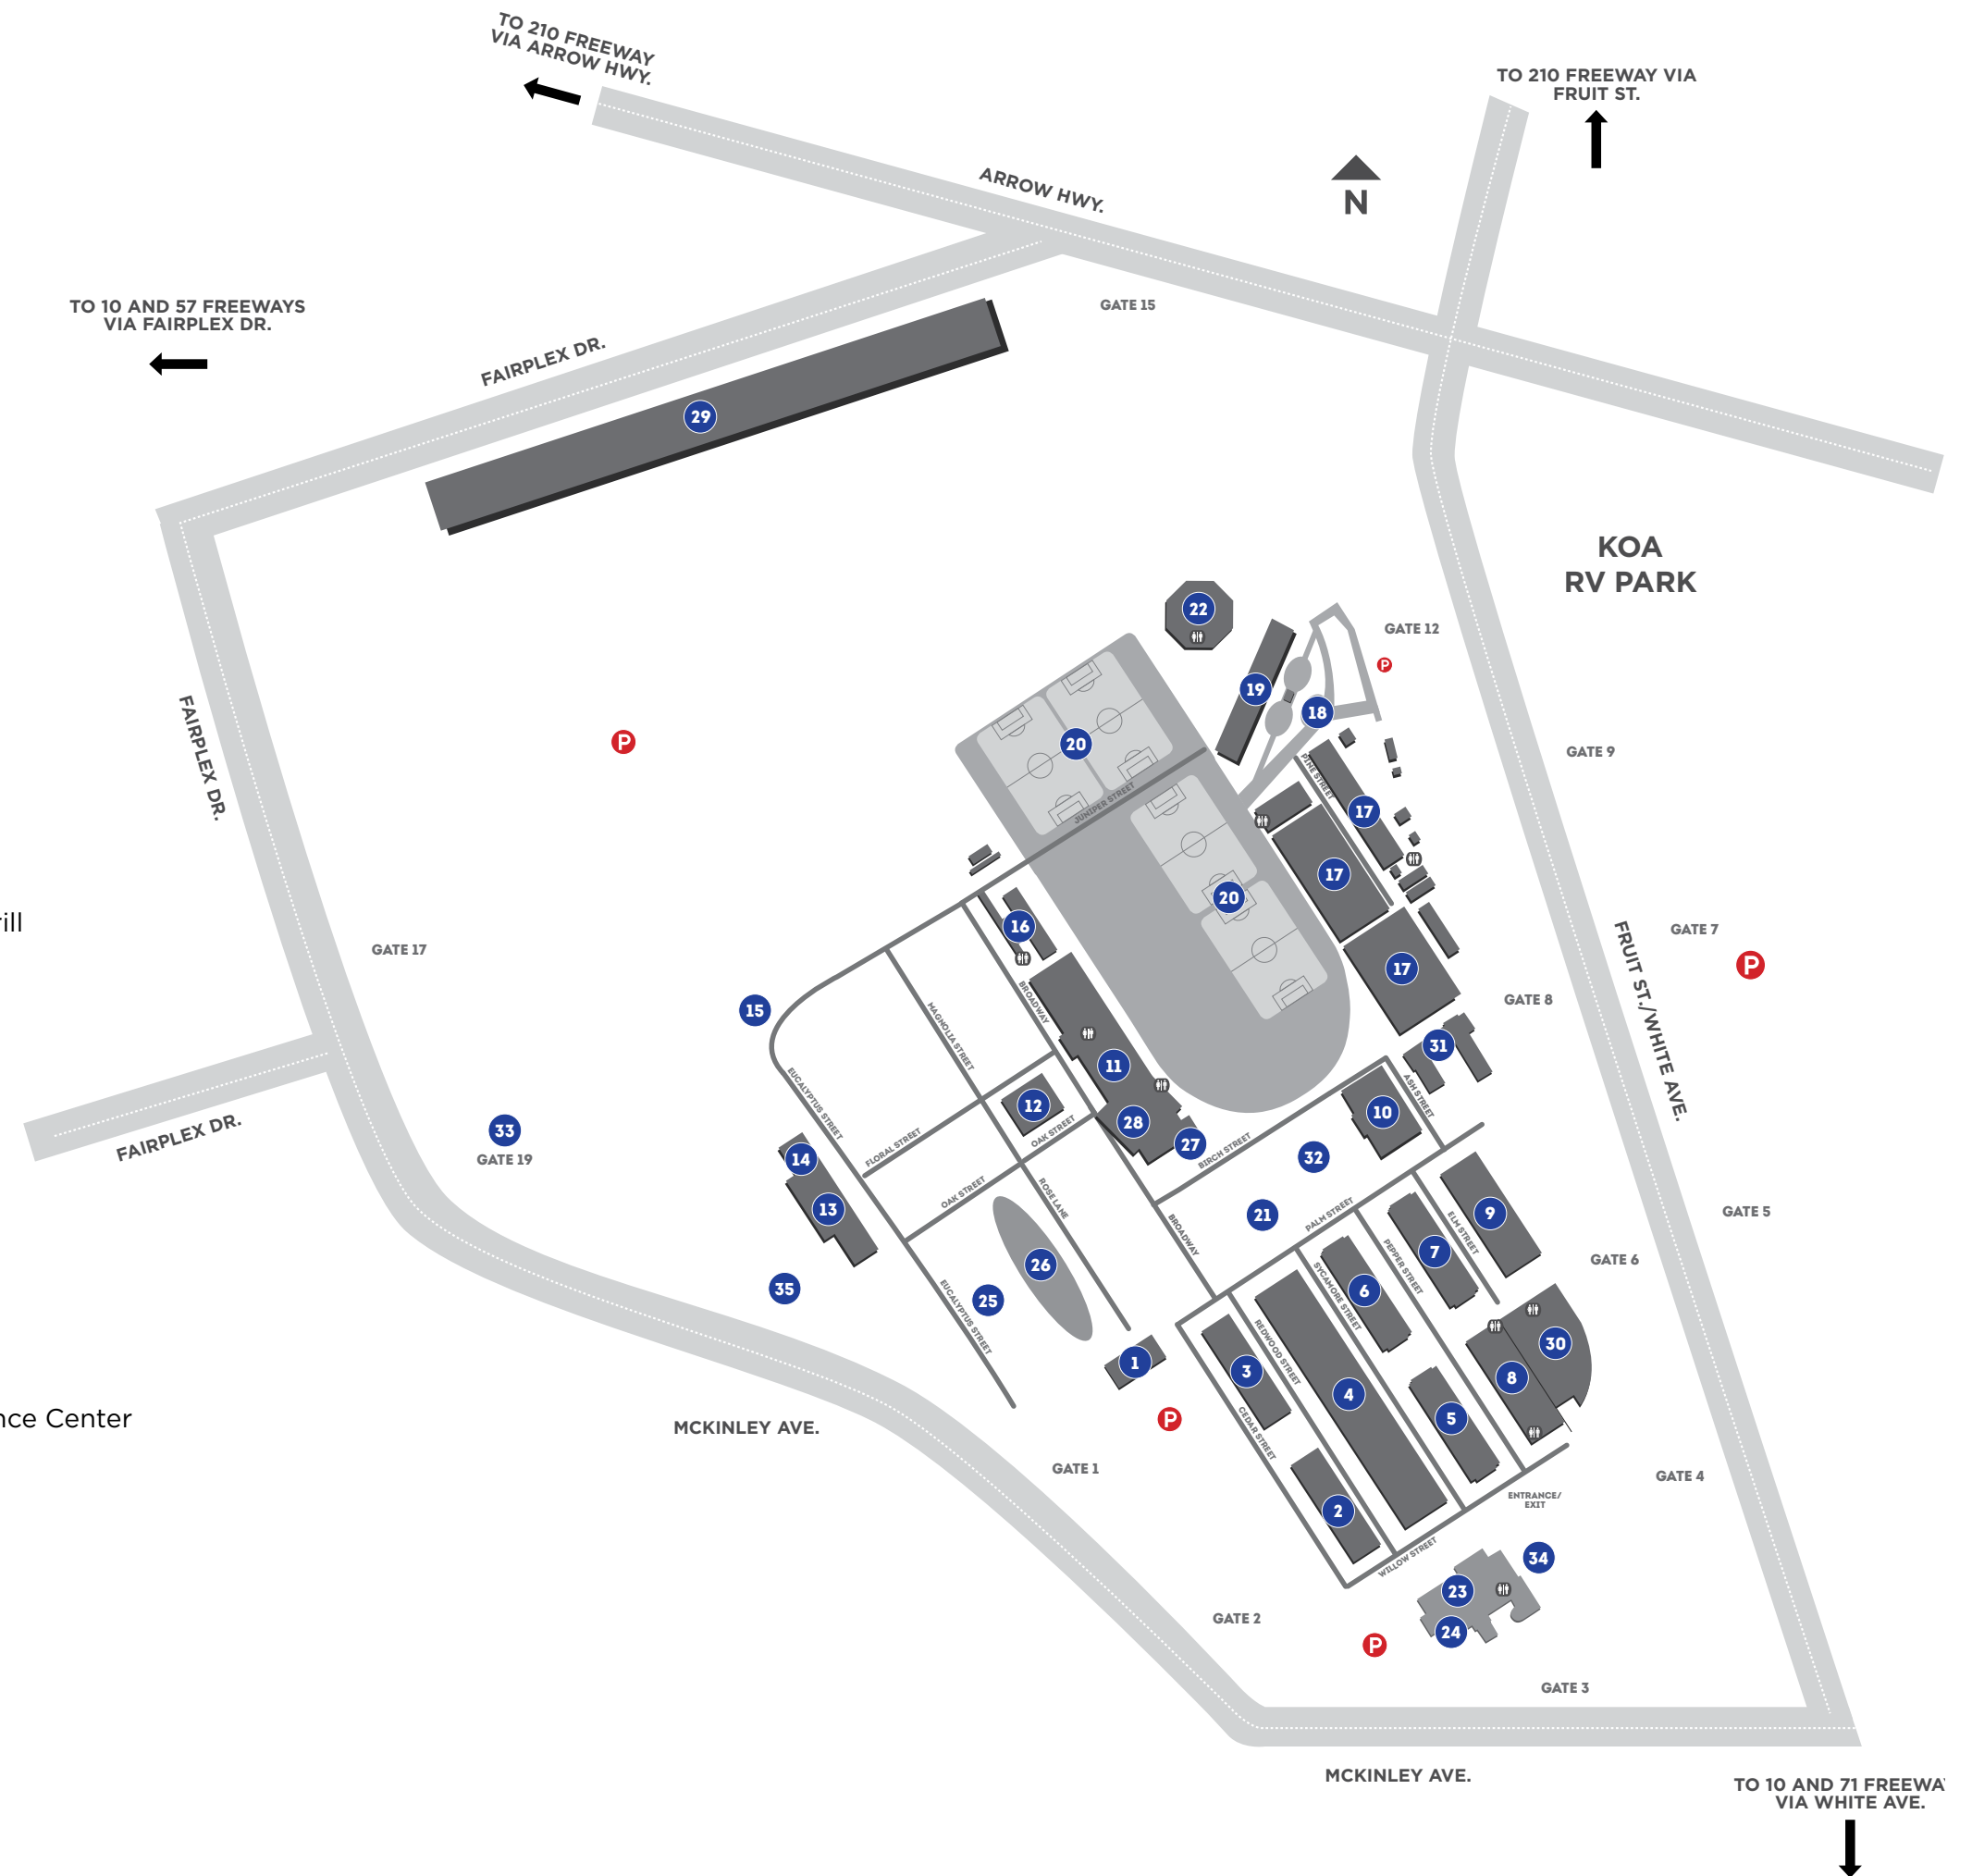 TO 210 FREEWAY
VIA ARROW HWY.
TO 210 FREEWAY VIA
FRUIT ST.
ARROW HWY.
N
TO 10 AND 57 FREEWAYS
VIA FAIRPLEX DR.
GATE 15
FAIRPLEX DR.
29
KOA
RV PARK
22
GATE 12
P
19
18
FAIRPLEX DR.
P
20
GATE 9
PINE STREET
JUNIPER STREET
17
17
20
16
GATE 7
P
FRUIT ST./WHITE AVE.
GATE 17
17
GATE 8
15
BROADWAY
MAGNOLIA STREET
31
11
EUCALYPTUS STREET
ASH STREET
12
10
28
27
33
FAIRPLEX DR.
OAK STREET
FLORAL STREET
BIRCH STREET
32
GATE 19
14
13
OAK STREET
ROSE LANE
21
PALM STREET
BROADWAY
9
GATE 5
ELM STREET
7
PEPPER STREET
GATE 6
26
35
25
EUCALYPTUS STREET
6
SYCAMORE STREET
30
REDWOOD STREET
1
3
8
4
5
P
CEDAR STREET
MCKINLEY AVE.
GATE 1
GATE 4
ENTRANCE/
EXIT
2
WILLOW STREET
34
23
GATE 2
24
P
GATE 3
MCKINLEY AVE.
TO 10 AND 71 FREEWA
VIA WHITE AVE.
ill
nce Center